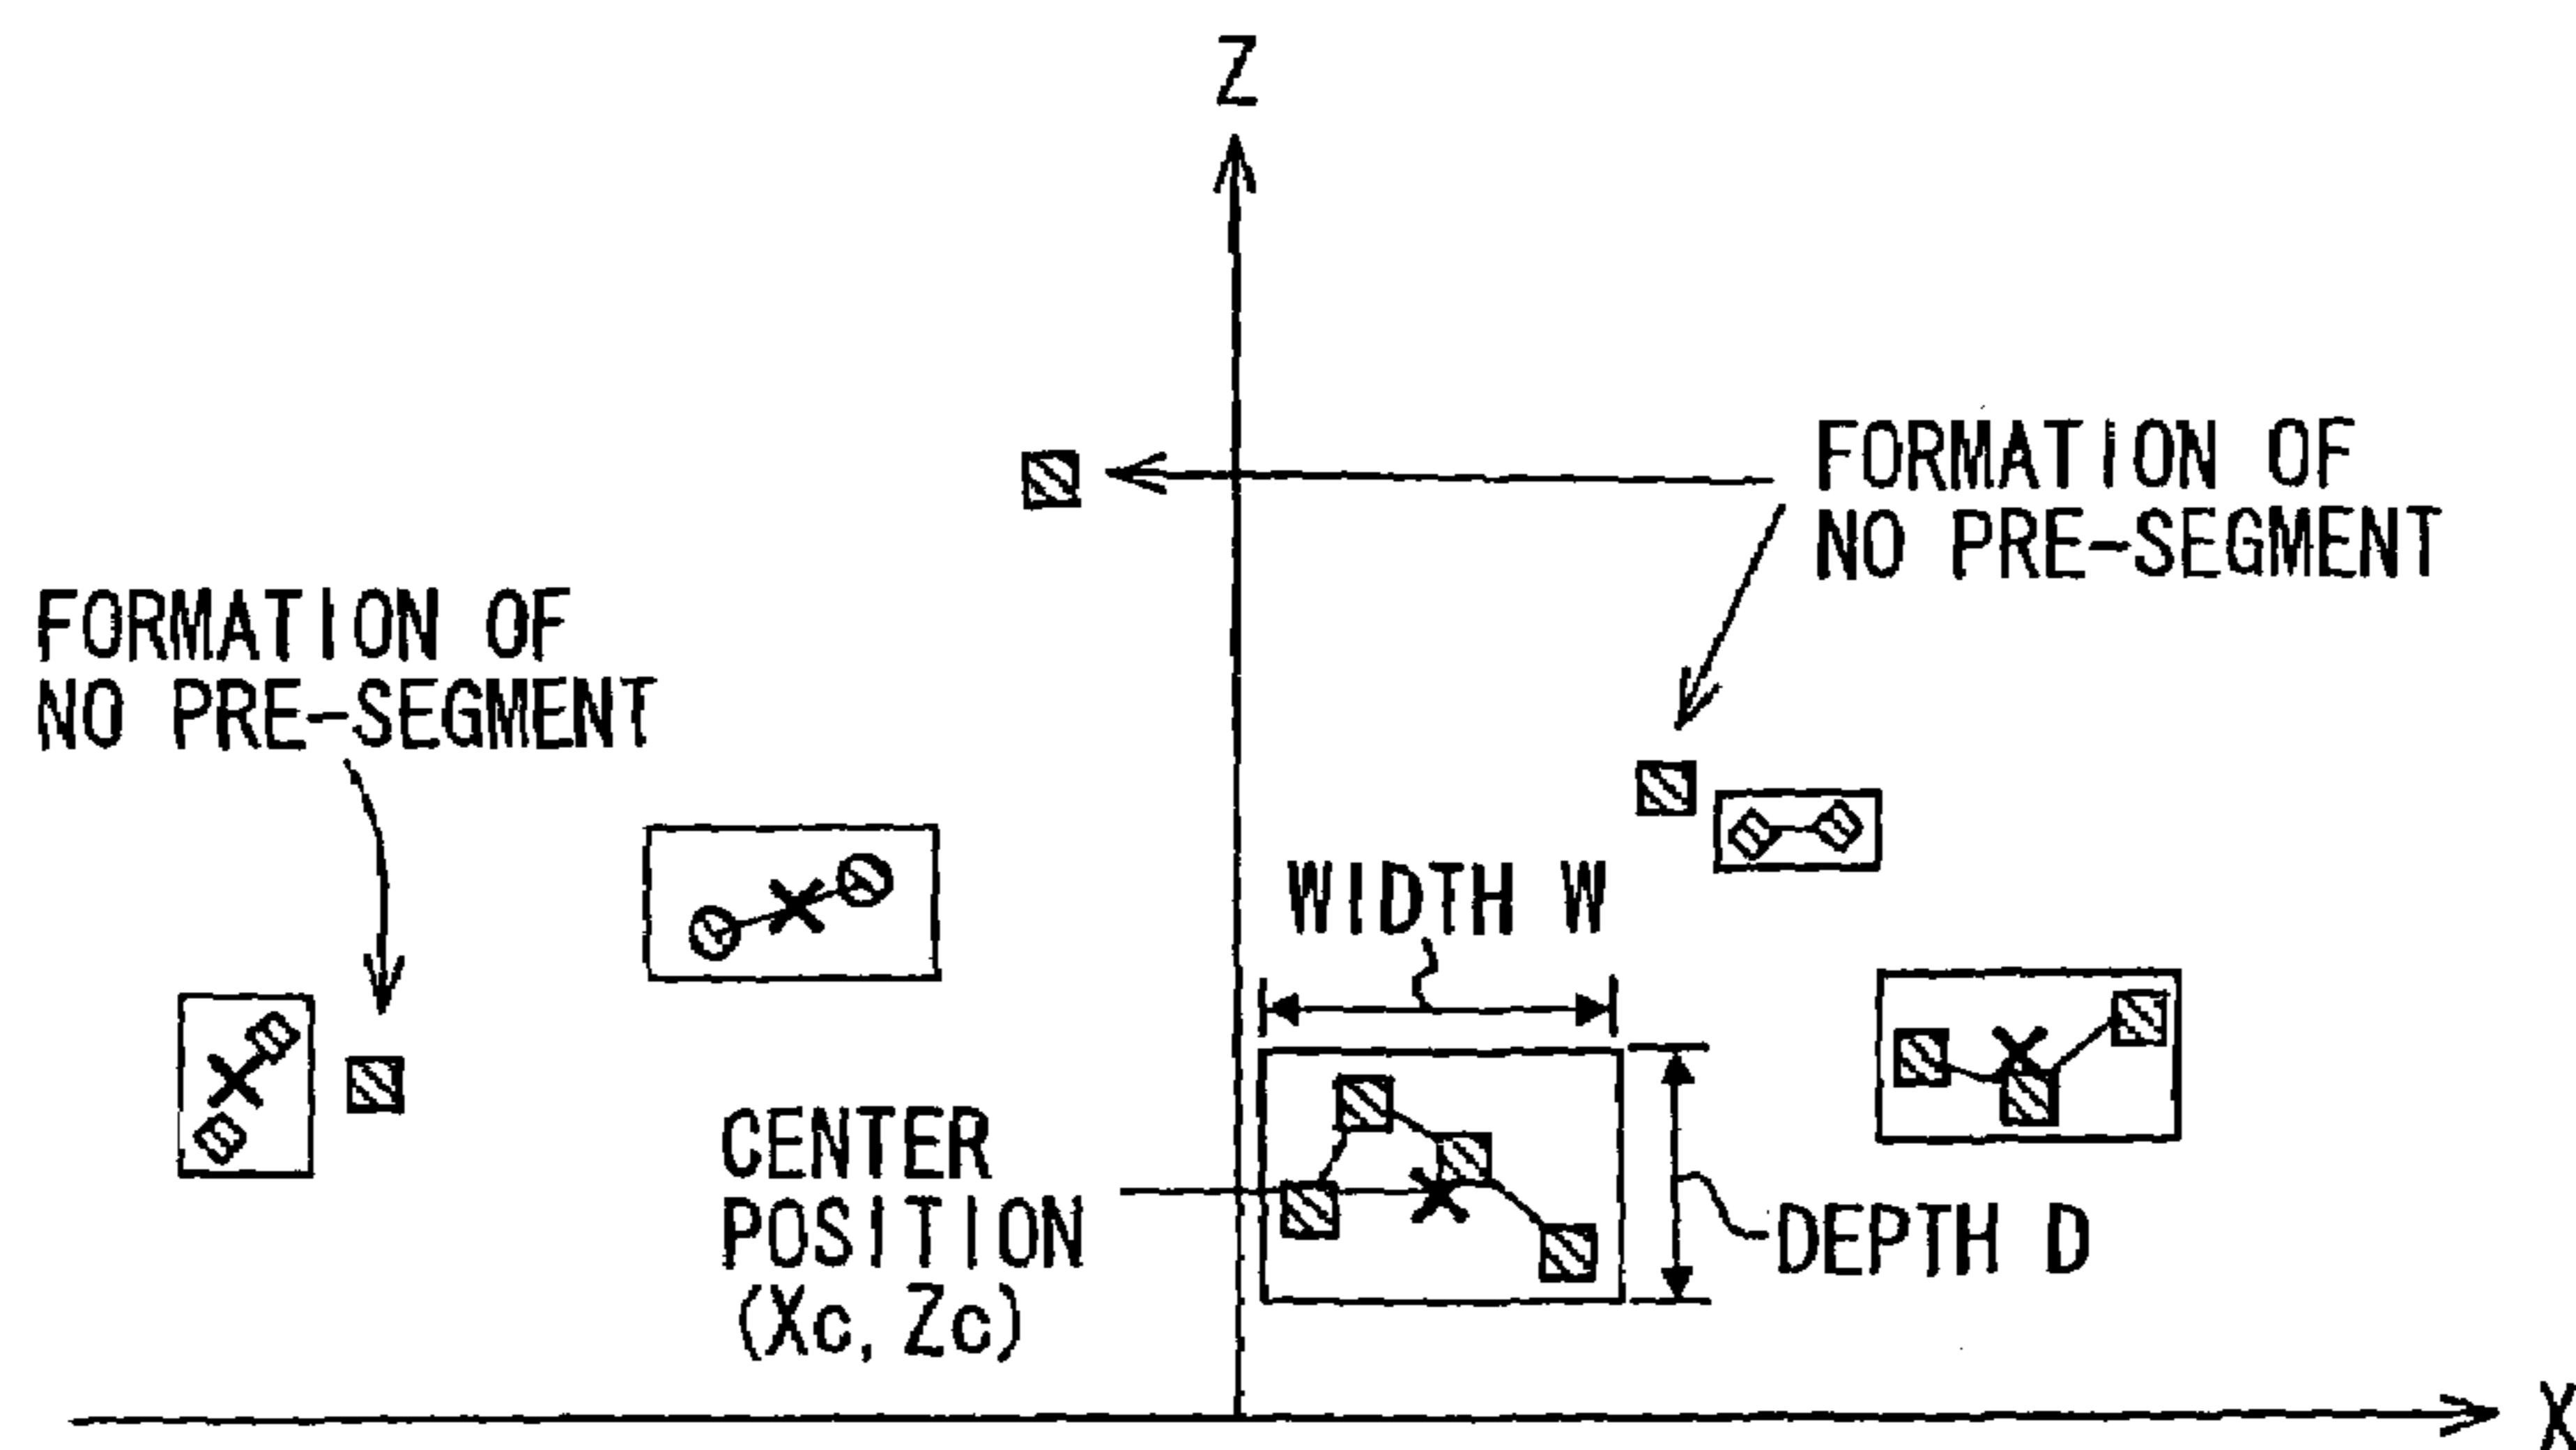 Z
FORMATION OF
NO PRE-SEGMENT
FORMATION OF
NO PRE-SEGMENT
WIDTH W
CENTER
POSITION
(Xc, Zc)
DEPTH D
X